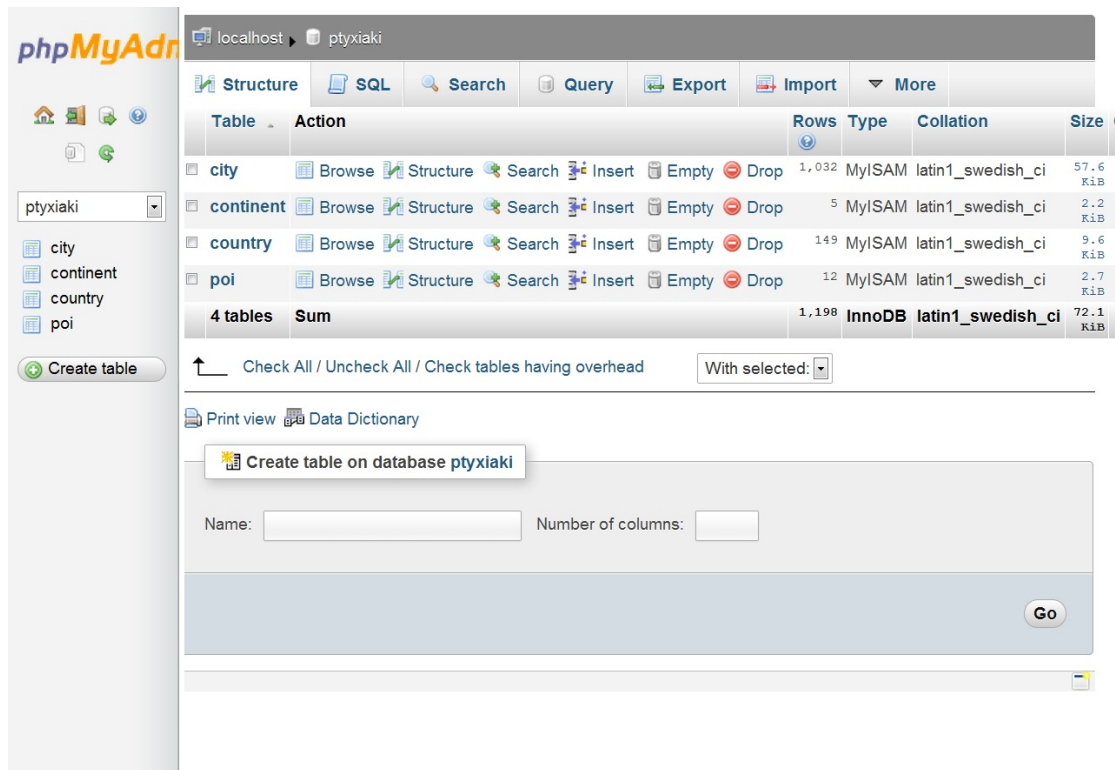 phpMyAdn
localhost ptyxiaki
Structure SQL Search Query Export Import More
ptyxiaki
city
continent
country
poi
Create table
Table Action Rows Type Collation Size
city Browse Structure Search Insert Empty Drop 1,032 MyISAM latin1_swedish_ci 57.6 KiB
continent Browse Structure Search Insert Empty Drop 5 MyISAM latin1_swedish_ci 2.2 KiB
country Browse Structure Search Insert Empty Drop 149 MyISAM latin1_swedish_ci 9.6 KiB
poi Browse Structure Search Insert Empty Drop 12 MyISAM latin1_swedish_ci 2.7 KiB
4 tables Sum 1,198 InnoDB latin1_swedish_ci 72.1 KiB
Check All / Uncheck All / Check tables having overhead With selected:
Print view Data Dictionary
Create table on database ptyxiaki
Name: Number of columns:
Go